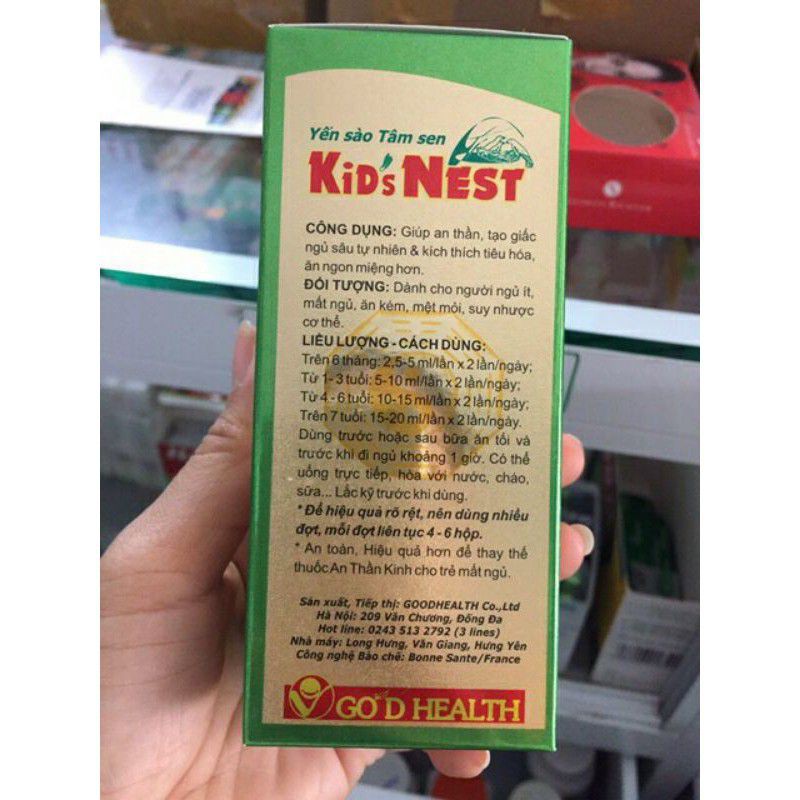 Yến sào Tâm sen
KiD's NEST
CÔNG DỤNG: Giúp an thần, tạo giấc
ngủ sâu tự nhiên & kích thích tiêu hóa,
ăn ngon miệng hơn.
ĐỐI TƯỢNG: Dành cho người ngủ ít,
mất ngủ, ăn kém, mệt mỏi, suy nhược
cơ thể.
LIỀU LƯỢNG - CÁCH DÙNG:
Trên 6 tháng: 2,5-5 ml/lần x 2 lần/ngày;
Từ 1- 3 tuổi: 5-10 ml/lần x 2 lần/ngày;
Từ 4 - 6 tuổi: 10-15 ml/lần x 2 lần/ngày;
Trên 7 tuổi: 15-20 ml/lần x 2 lần/ngày.
Dùng trước hoặc sau bữa ăn tối và
trước khi đi ngủ khoảng 1 giờ. Có thể
uống trực tiếp, hòa với nước, cháo,
sữa... Lắc kỹ trước khi dùng.
* Để hiệu quả rõ rệt, nên dùng nhiều
đợt, mỗi đợt liên tục 4 - 6 hộp.
* An toàn, Hiệu quả hơn để thay thế
thuốc An Thần Kinh cho trẻ mất ngủ.
Sản xuất, Tiếp thị: GOODHEALTH Co.,Ltd
Hà Nội: 209 Văn Chương, Đống Đa
Hot line: 0243 513 2792 (3 lines)
Nhà máy: Long Hưng, Văn Giang, Hưng Yên
Công nghệ Bào chế: Bonne Sante/France
GOOD HEALTH